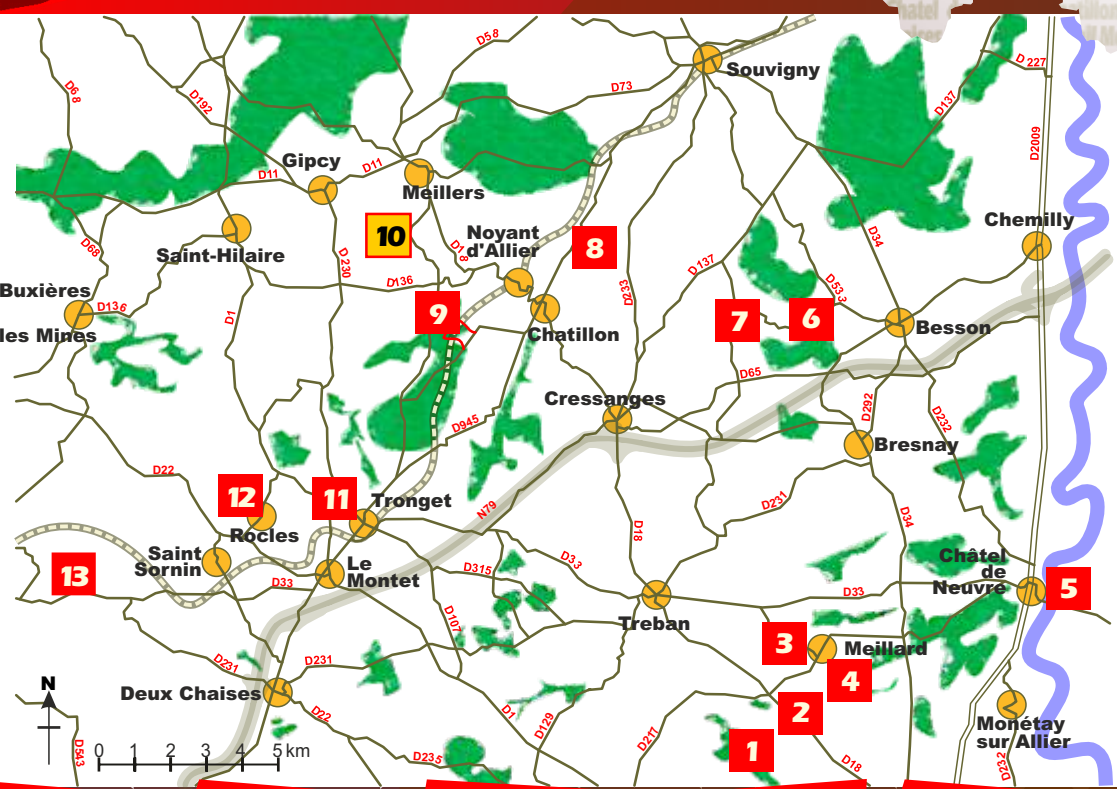 D58
Souvigny
D 227
D68
D192
D73
D137
D2009
Gipcy
D11
D11
Meillers
Chemilly
10
Noyant
d'Allier
8
D34
D68
Saint-Hilaire
D18
D230
D136
D137
D533
D233
Buxières
les Mines
D136
D1
9
Chatillon
7
6
Besson
D65
Cressanges
D292
D232
D945
Bresnay
D22
12
11
Tronget
N79
D231
Rocles
D18
D34
Saint
Sornin
Le
Montet
D3
D315
Châtel
de
Neuvre
13
D33
D33
5
D107
Treban
3
Meillard
D231
D231
4
Deux Chaises
D22
D1
D129
D217
2
Monétay
sur Allier
N
1
D543
0 1 2 3 4 5 km
D235
D18
D232